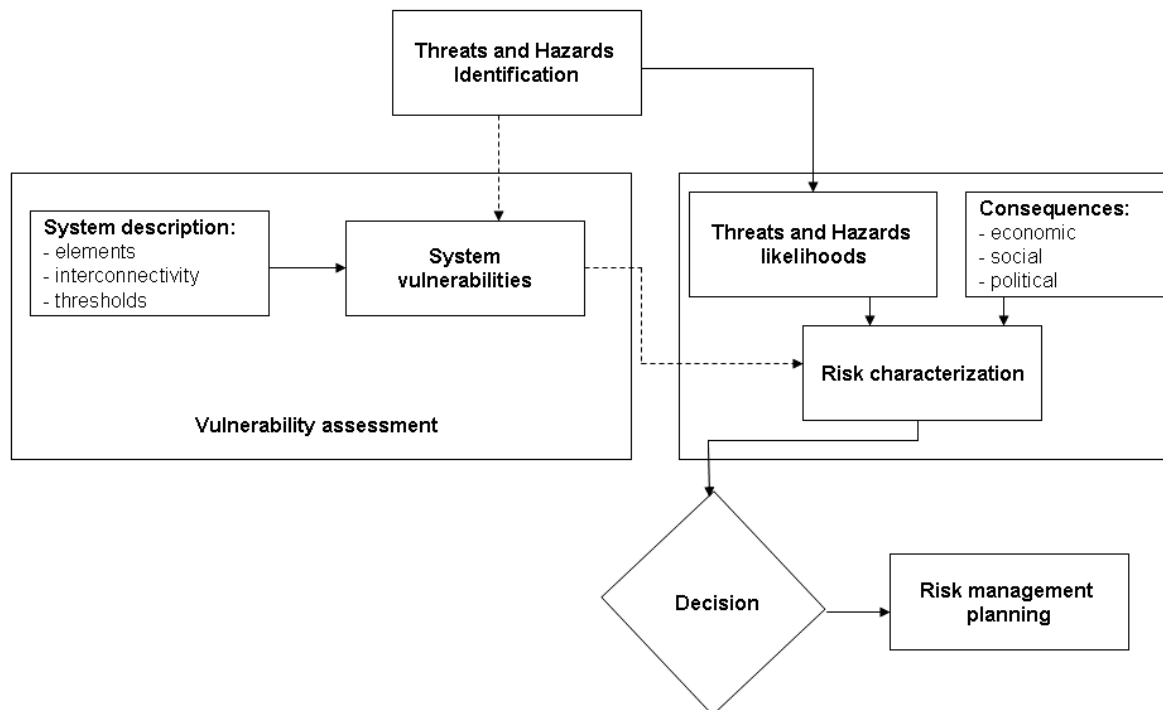 Threats and Hazards
Identification
System description:
- elements
- interconnectivity
- thresholds
System
vulnerabilities
Vulnerability assessment
Threats and Hazards
likelihoods
Consequences:
- economic
- social
- political
Risk characterization
Decision
Risk management
planning